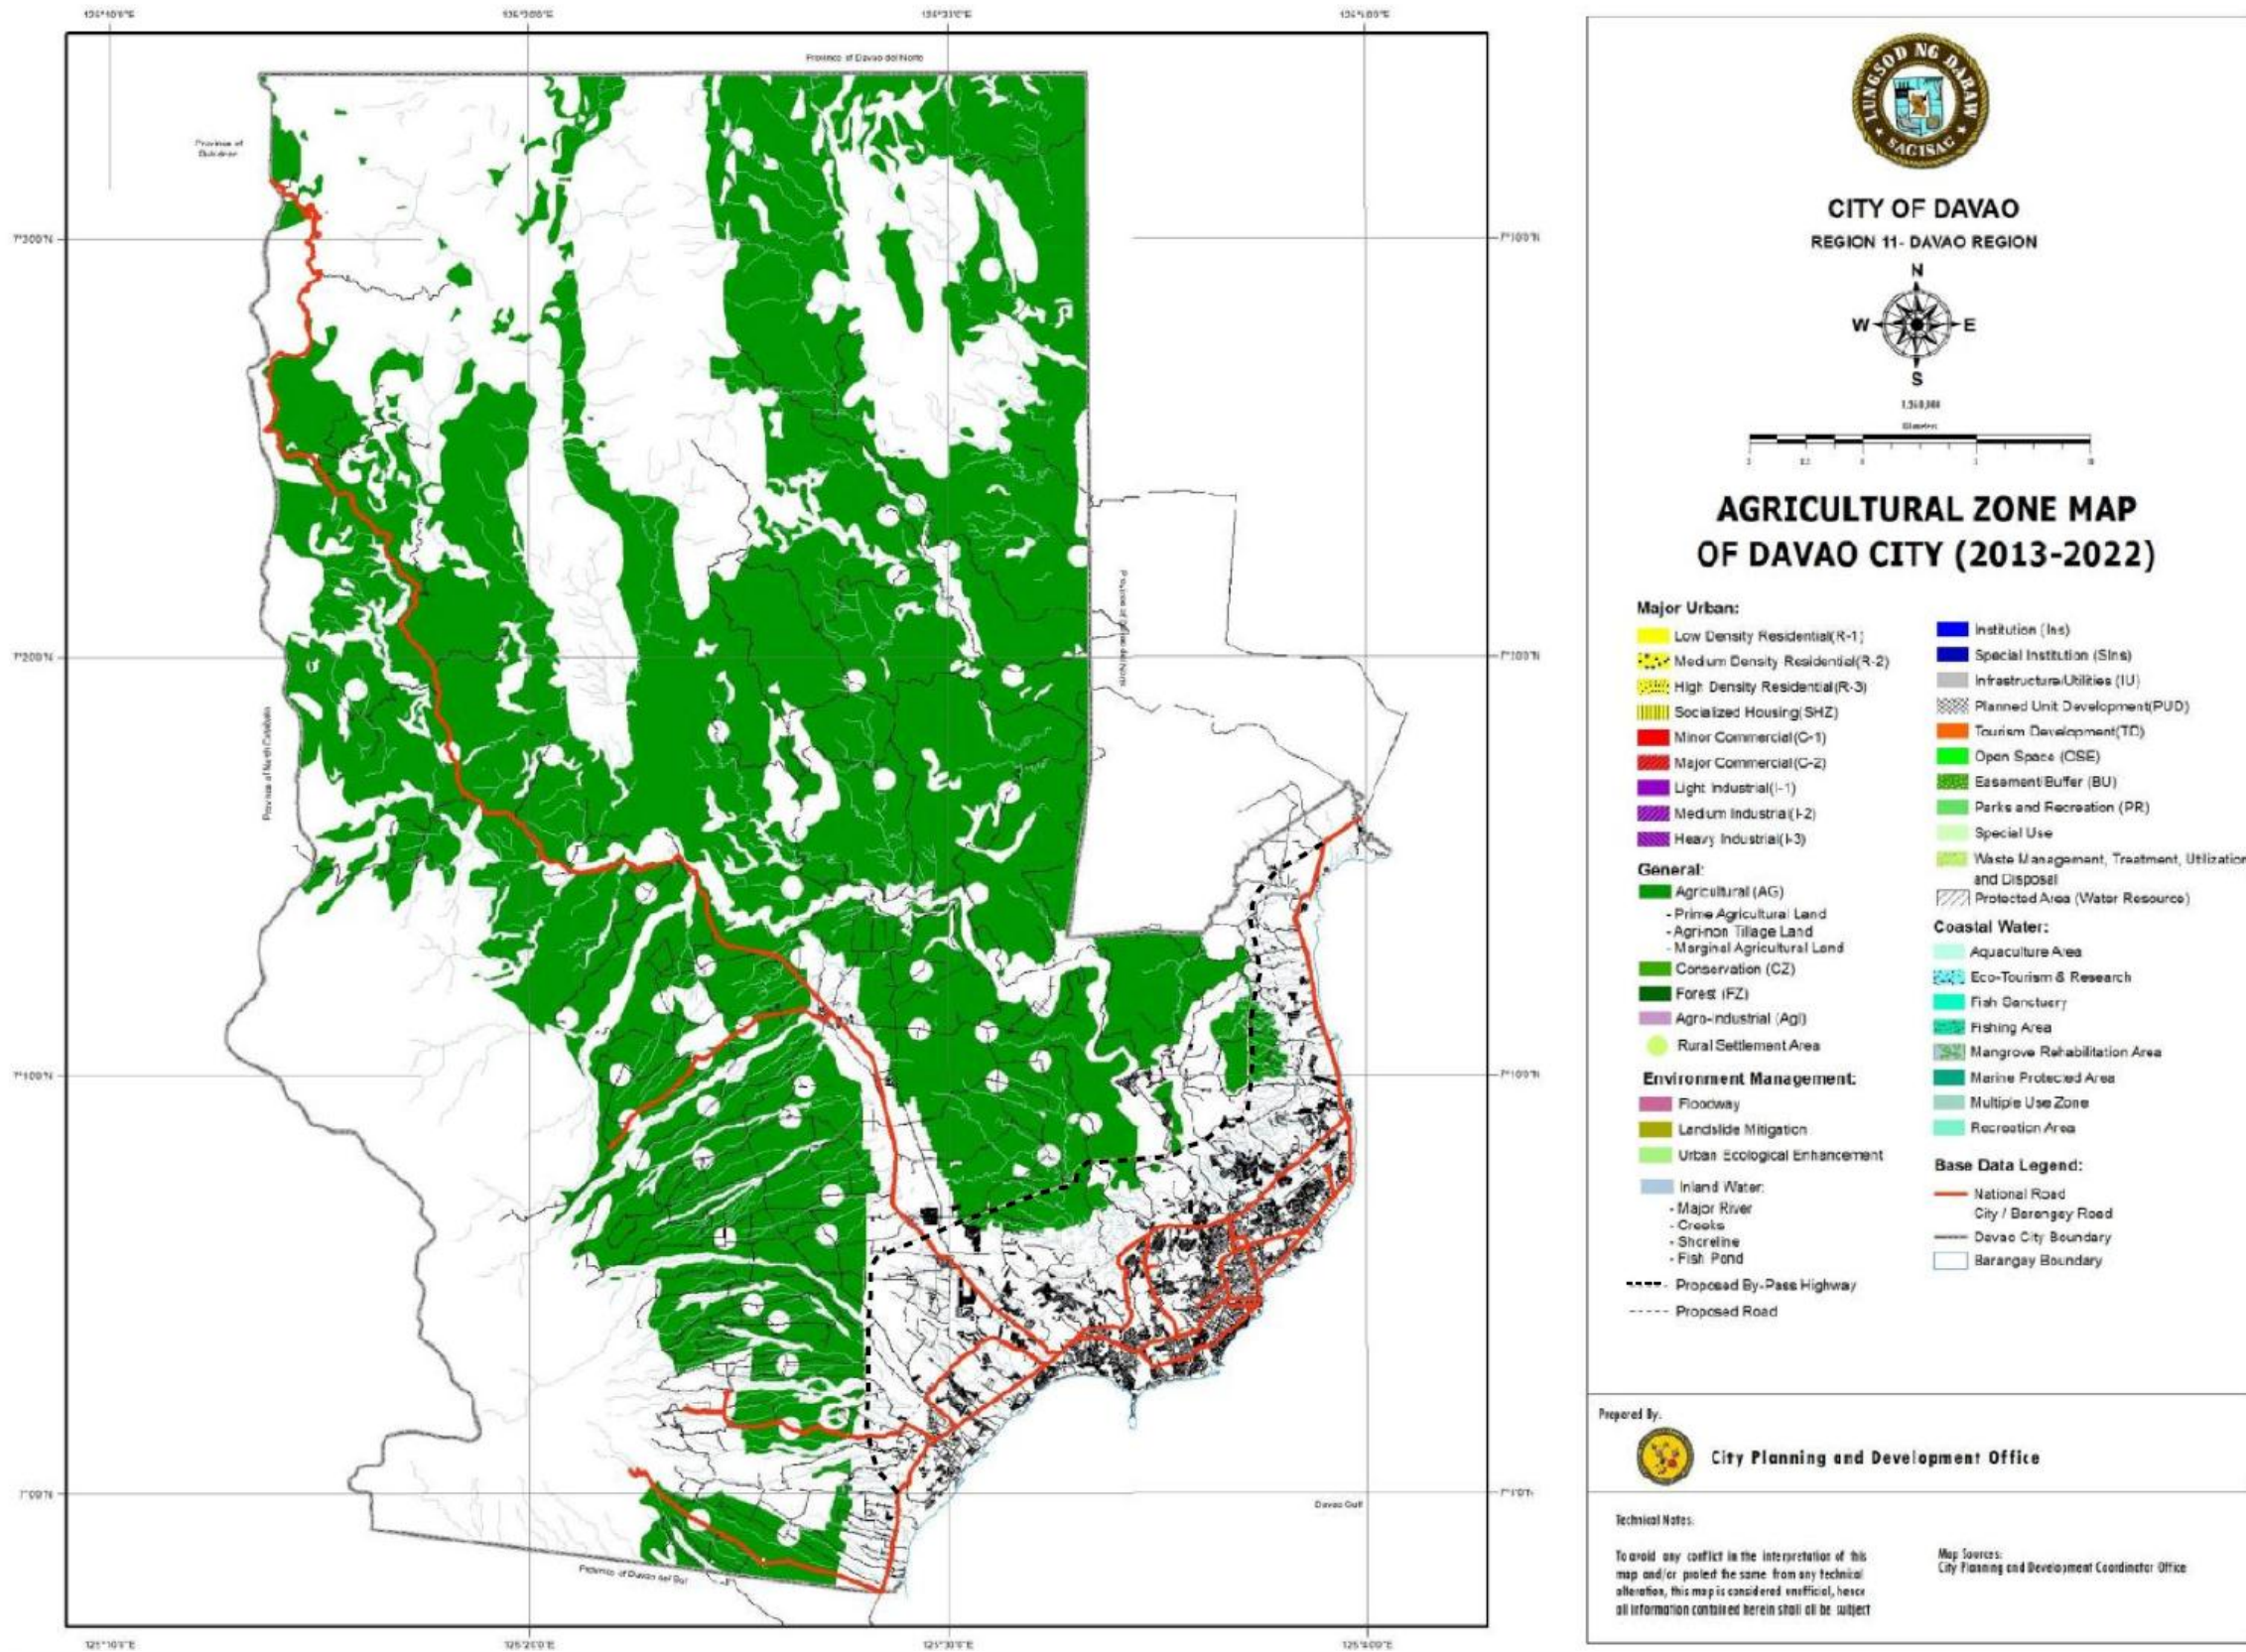 Province of Davao del Norte
Province of
Province of North Cotabato
Province of Davao del Sur
Davao Gulf
LUNGSOD NG DABAW
SAGISAG
CITY OF DAVAO
REGION 11- DAVAO REGION
N
W
E
S
Kilometers
AGRICULTURAL ZONE MAP
OF DAVAO CITY (2013-2022)
Major Urban:
Low Density Residential(R-1)
Medium Density Residential(R-2)
High Density Residential(R-3)
Socialized Housing(SHZ)
Minor Commercial(C-1)
Major Commercial(C-2)
Light Industrial(I-1)
Medium Industrial(I-2)
Heavy Industrial(I-3)
General:
Agricultural (AG)
- Prime Agricultural Land
- Agri-non Tillage Land
- Marginal Agricultural Land
Conservation (CZ)
Forest (FZ)
Agro-Industrial (AgI)
Rural Settlement Area
Environment Management:
Floodway
Landslide Mitigation
Urban Ecological Enhancement
Inland Water:
- Major River
- Creeks
- Shoreline
- Fish Pond
Proposed By-Pass Highway
Proposed Road
Institution (Ins)
Special Institution (SIns)
Infrastructure/Utilities (IU)
Planned Unit Development(PUD)
Tourism Development(TD)
Open Space (OSE)
Easement/Buffer (BU)
Parks and Recreation (PR)
Special Use
Waste Management, Treatment, Utilization
and Disposal
Protected Area (Water Resource)
Coastal Water:
Aquaculture Area
Eco-Tourism & Research
Fish Sanctuary
Fishing Area
Mangrove Rehabilitation Area
Marine Protected Area
Multiple Use Zone
Recreation Area
Base Data Legend:
National Road
City / Barangay Road
Davao City Boundary
Barangay Boundary
Prepared By:
City Planning and Development Office
Technical Notes:
To avoid any conflict in the interpretation of this
map and/or protect the same from any technical
alteration, this map is considered unofficial, hence
all information contained herein shall all be subject
Map Sources:
City Planning and Development Coordinator Office